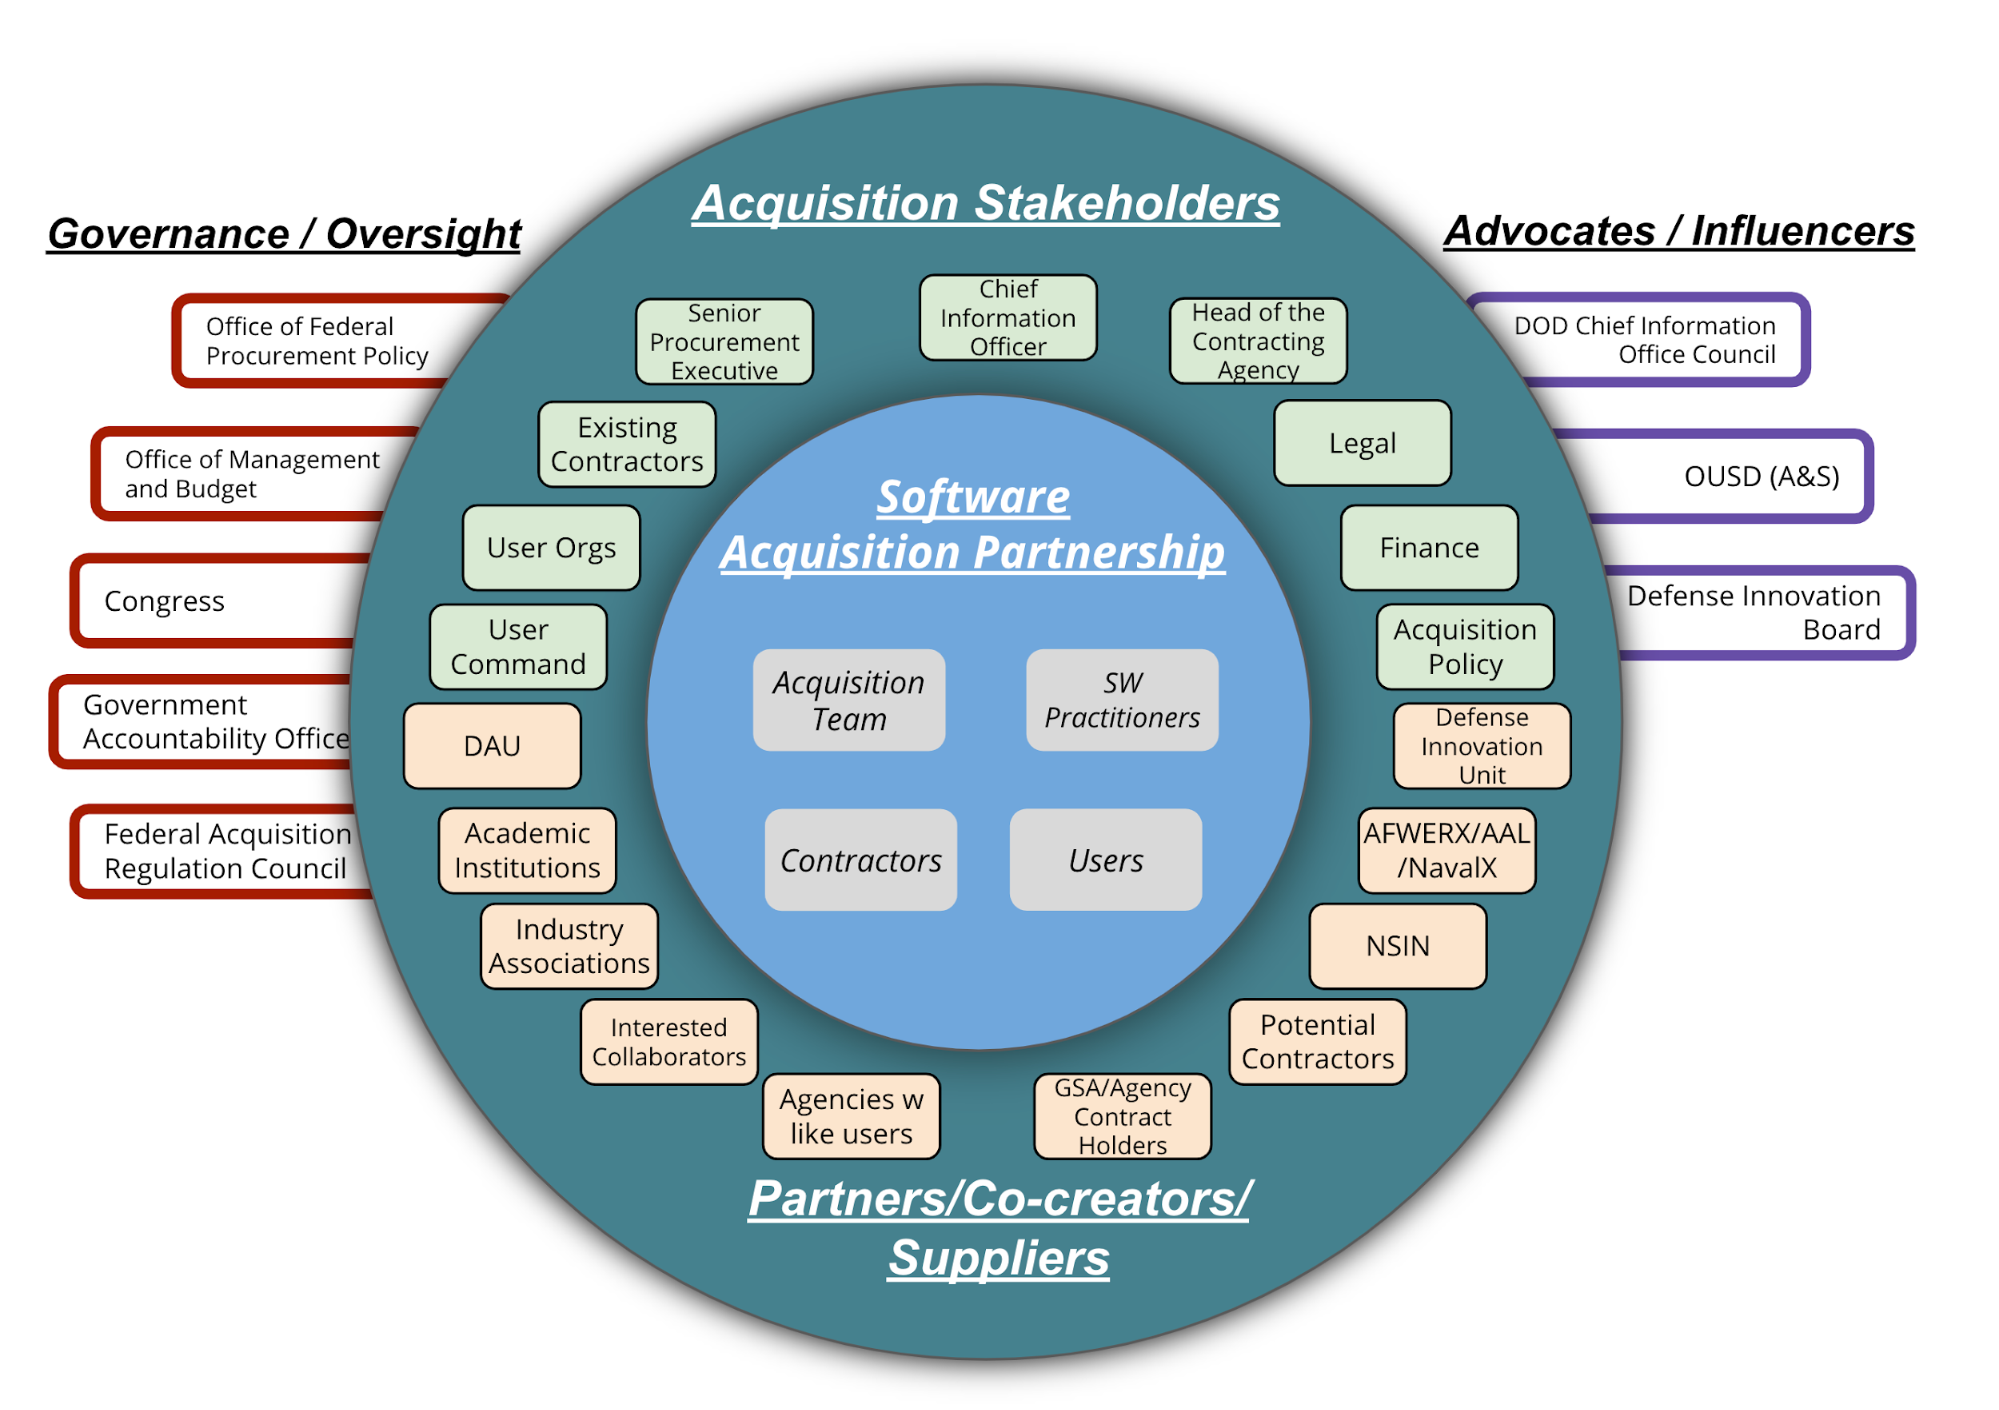 Acquisition Stakeholders
Governance / Oversight
Office of Federal
Procurement Policy
Office of Management
and Budget
Congress
Government
Accountability Office
Federal Acquisition
Regulation Council
Advocates / Influencers
DOD Chief Information
Office Council
OUSD (A&S)
Defense Innovation
Board
Senior
Procurement
Executive
Chief
Information
Officer
Head of the
Contracting
Agency
Existing
Contractors
Legal
User Orgs
Finance
User
Command
Acquisition
Policy
Software
Acquisition Partnership
Acquisition
Team
SW
Practitioners
Contractors
Users
DAU
Defense
Innovation
Unit
Academic
Institutions
AFWERX/AAL
/NavalX
Industry
Associations
NSIN
Interested
Collaborators
Potential
Contractors
Agencies w
like users
GSA/Agency
Contract
Holders
Partners/Co-creators/
Suppliers